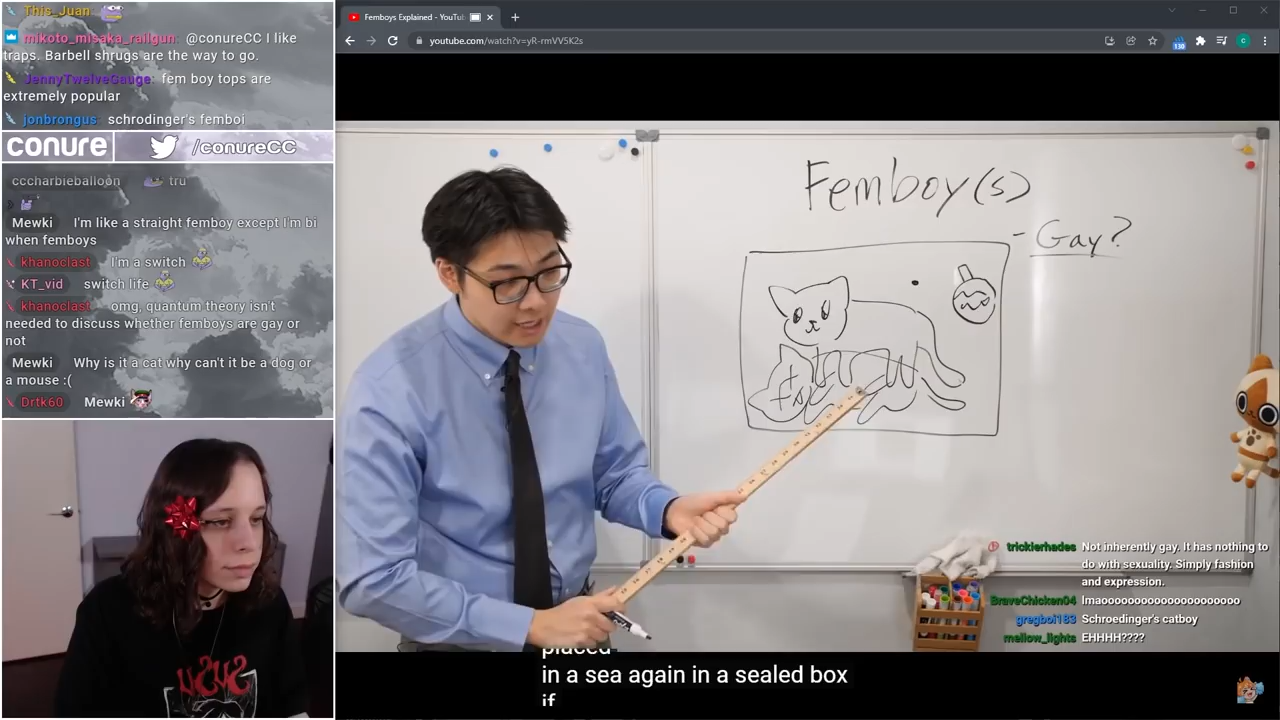 This_Juan:
mikoto_misaka_railgun: @conureCC I like
traps. Barbell shrugs are the way to go.
JennyTwelveGauge: fem boy tops are
extremely popular
jonbrongus: schrodinger's femboi
conure
/conureCC
cccharbieballoon tru
Mewki I'm like a straight femboy except I'm bi
when femboys
khanoclast I'm a switch
KT_vid switch life
khanoclast omg, quantum theory isn't
needed to discuss whether femboys are gay or
not
Mewki Why is it a cat why can't it be a dog or
a mouse :(
Drtk60 Mewki
Femboys Explained - YouTu
youtube.com/watch?v=yR-rmVV5K2s
130
C
Femboy(s)
- Gay?
trickierhades Not inherently gay. It has nothing to
do with sexuality. Simply fashion
and expression.
BraveChicken04 lmaooooooooooooooooooo
gregboi183 Schroedinger's catboy
mellow_lights EHHHH????
placed
in a sea again in a sealed box
if